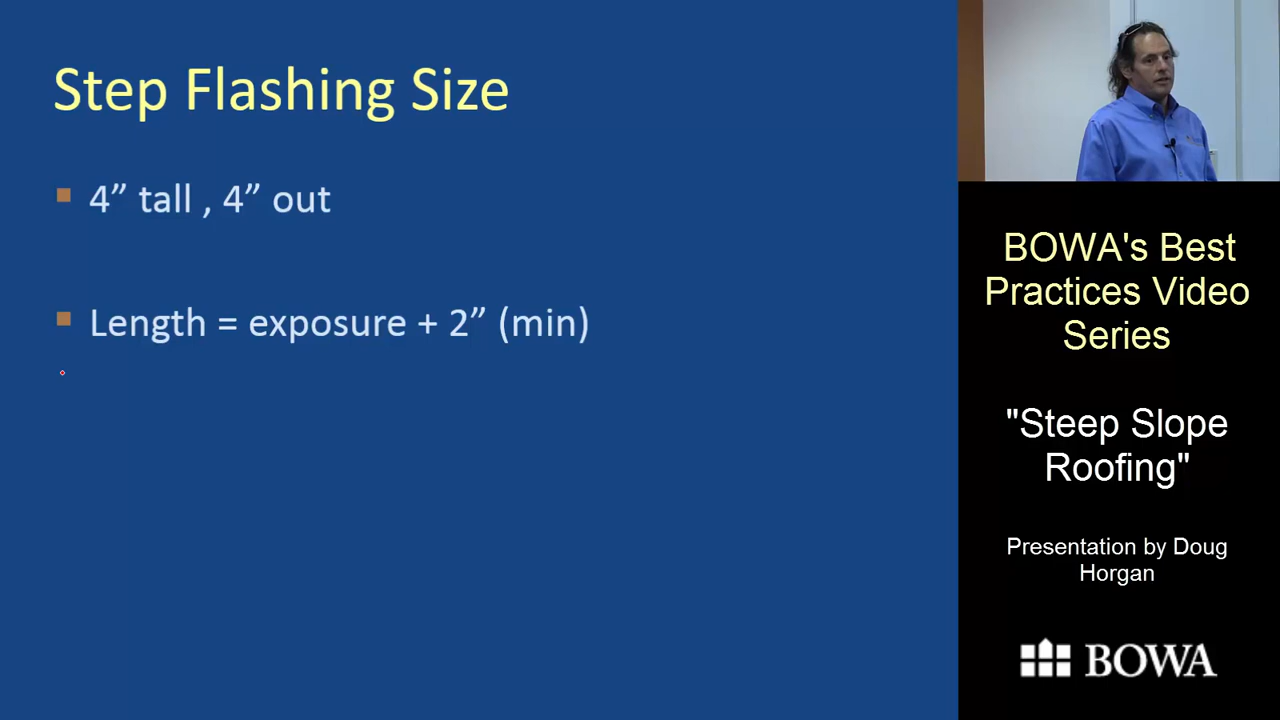 Step Flashing Size
4” tall , 4” out
Length = exposure + 2” (min)
BOWA's Best
Practices Video
Series
"Steep Slope
Roofing"
Presentation by Doug
Horgan
BOWA